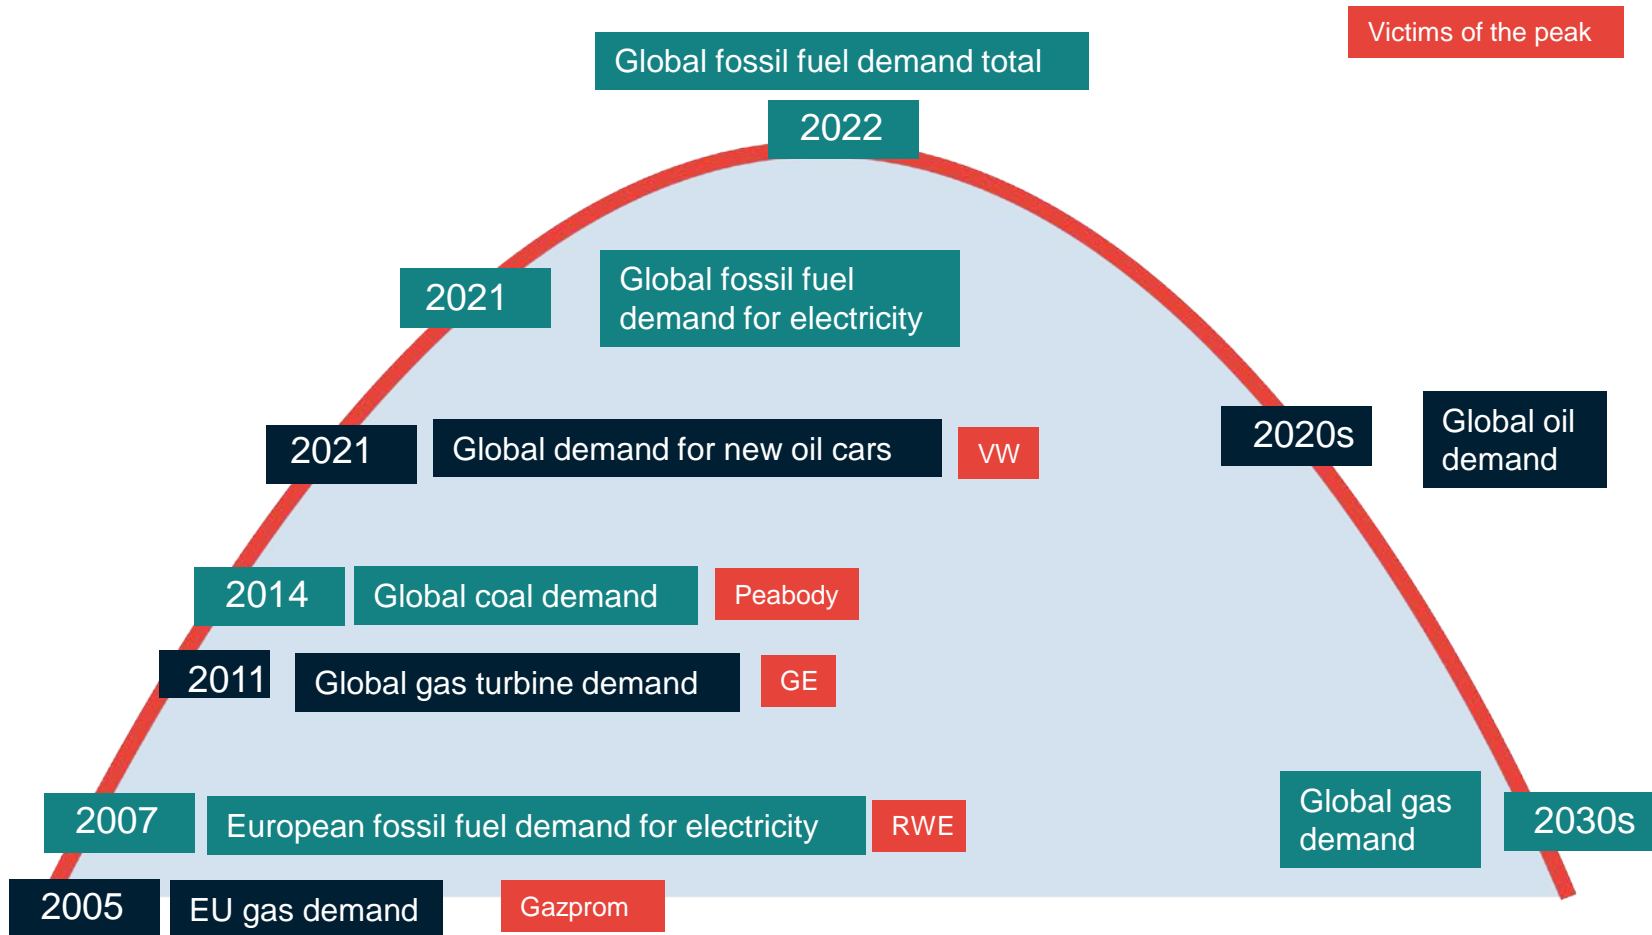 Victims of the peak
Global fossil fuel demand total
2022
2021
Global fossil fuel
demand for electricity
2021
Global demand for new oil cars
VW
2020s
Global oil
demand
2014
Global coal demand
Peabody
2011
Global gas turbine demand
GE
2007
European fossil fuel demand for electricity
RWE
Global gas
demand
2030s
2005
EU gas demand
Gazprom